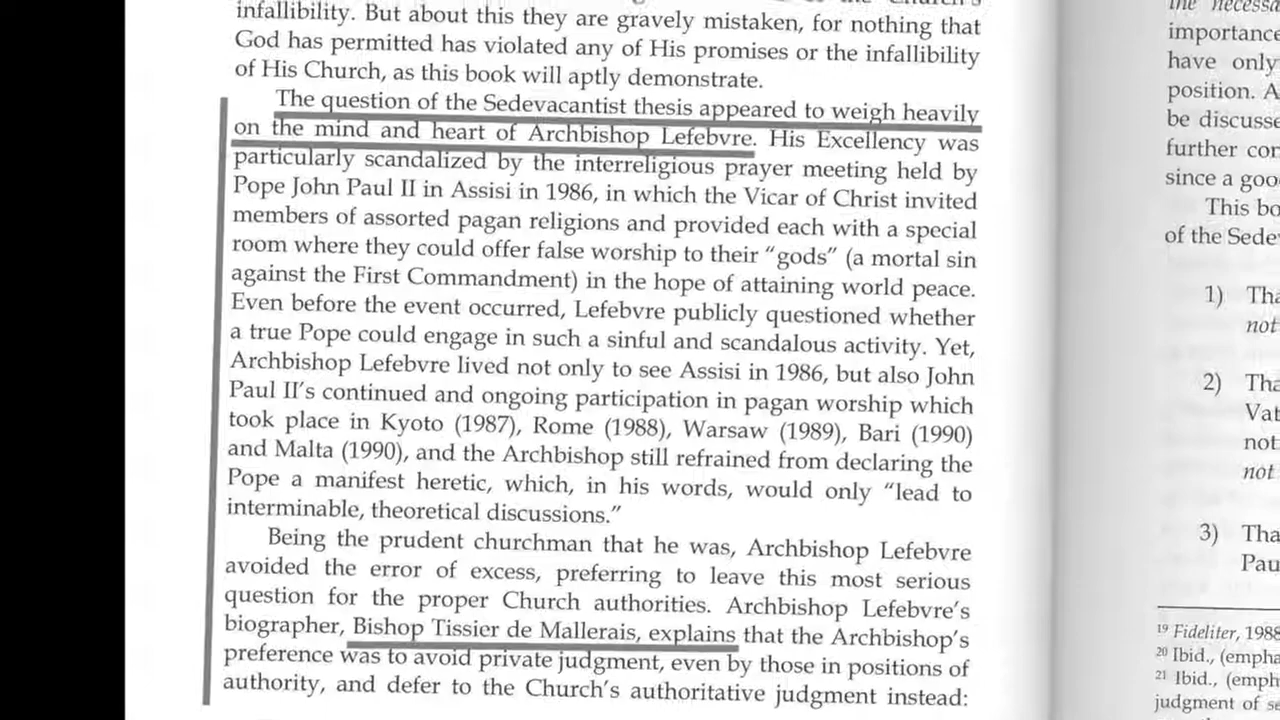 infallibility. But about this they are gravely mistaken, for nothing that
God has permitted has violated any of His promises or the infallibility
of His Church, as this book will aptly demonstrate.
The question of the Sedevacantist thesis appeared to weigh heavily
on the mind and heart of Archbishop Lefebvre. His Excellency was
particularly scandalized by the interreligious prayer meeting held by
Pope John Paul II in Assisi in 1986, in which the Vicar of Christ invited
members of assorted pagan religions and provided each with a special
room where they could offer false worship to their “gods” (a mortal sin
against the First Commandment) in the hope of attaining world peace.
Even before the event occurred, Lefebvre publicly questioned whether
a true Pope could engage in such a sinful and scandalous activity. Yet,
Archbishop Lefebvre lived not only to see Assisi in 1986, but also John
Paul II’s continued and ongoing participation in pagan worship which
took place in Kyoto (1987), Rome (1988), Warsaw (1989), Bari (1990)
and Malta (1990), and the Archbishop still refrained from declaring the
Pope a manifest heretic, which, in his words, would only “lead to
interminable, theoretical discussions.”
Being the prudent churchman that he was, Archbishop Lefebvre
avoided the error of excess, preferring to leave this most serious
question for the proper Church authorities. Archbishop Lefebvre’s
biographer, Bishop Tissier de Mallerais, explains that the Archbishop’s
preference was to avoid private judgment, even by those in positions of
authority, and defer to the Church’s authoritative judgment instead:
importance
have only
position. A
be discusse
further con
since a goo
This bo
of the Sede
1) Tha
not
2) Tha
Vat
not
not
3) Tha
Pau
19 Fideliter, 1988
20 Ibid., (empha
21 Ibid., (emph
judgment of se